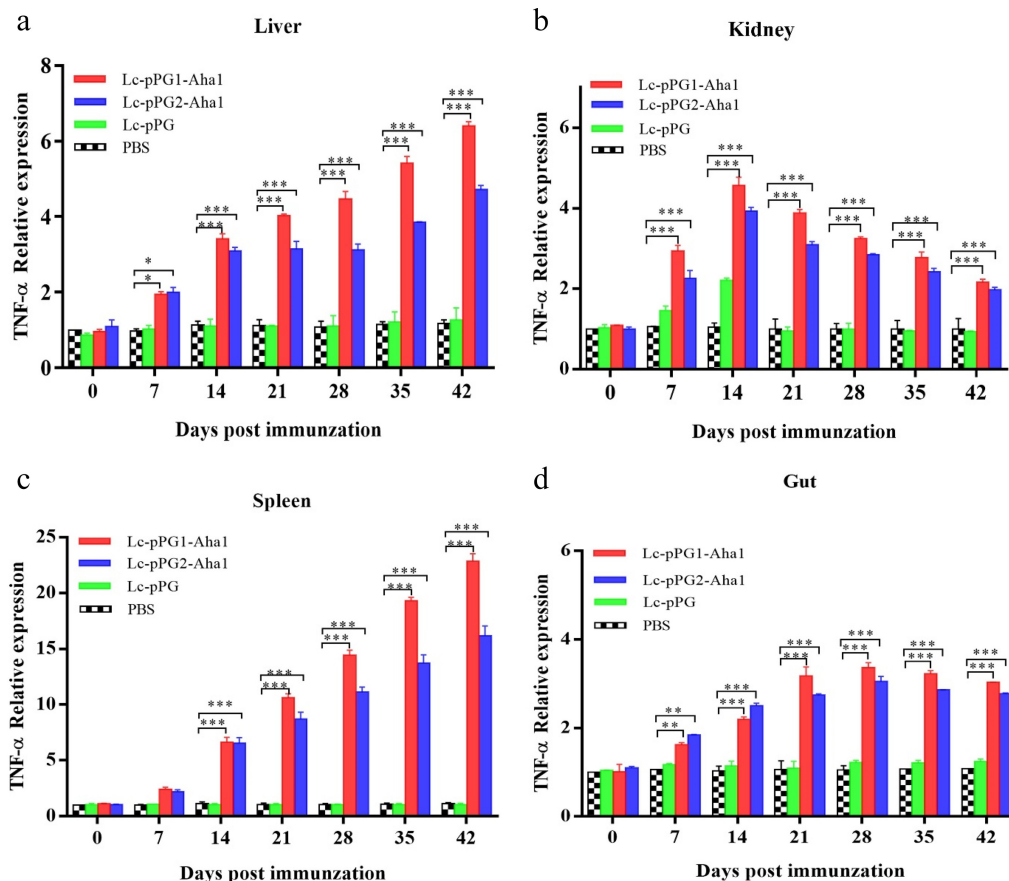 a
Liver
TNF-α Relative expression
8
6
4
2
0
Lc-pPG1-Aha1
Lc-pPG2-Aha1
Lc-pPG
PBS
*
*
***
***
***
***
***
***
***
***
***
***
0 7 14 21 28 35 42
Days post immunzation
b
Kidney
TNF-α Relative expression
6
4
2
0
Lc-pPG1-Aha1
Lc-pPG2-Aha1
Lc-pPG
PBS
***
***
***
***
***
***
***
***
***
***
***
***
0 7 14 21 28 35 42
Days post immunzation
c
Spleen
TNF-α Relative expression
25
20
15
10
5
0
Lc-pPG1-Aha1
Lc-pPG2-Aha1
Lc-pPG
PBS
***
***
***
***
***
***
***
***
***
***
0 7 14 21 28 35 42
Days post immunzation
d
Gut
TNF-α Relative expression
6
4
2
0
Lc-pPG1-Aha1
Lc-pPG2-Aha1
Lc-pPG
PBS
**
**
***
***
***
***
***
***
***
***
***
***
0 7 14 21 28 35 42
Days post immunzation